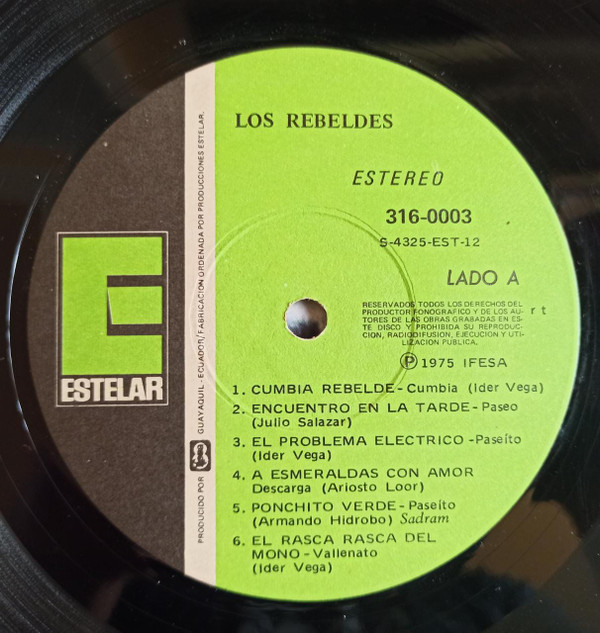 LOS REBELDES
ESTEREO
316-0003
S-4325-EST-12
LADO A
RESERVADOS TODOS LOS DERECHOS DEL
PRODUCTOR FONOGRAFICO Y DE LOS AU-
TORES DE LAS OBRAS GRABADAS EN ES-
TE DISCO Y PROHIBIDA SU REPRODUC-
CION, RADIODIFUSION, EJECUCION Y UTI-
LIZACION PUBLICA.
r t
Ⓟ 1975 IFESA
1. CUMBIA REBELDE - Cumbia (Ider Vega)
2. ENCUENTRO EN LA TARDE - Paseo
(Julio Salazar)
3. EL PROBLEMA ELECTRICO - Paseíto
(Ider Vega)
4. A ESMERALDAS CON AMOR
Descarga (Ariosto Loor)
5. PONCHITO VERDE - Paseíto
(Armando Hidrobo) Sadram
6. EL RASCA RASCA DEL
MONO - Vallenato
(Ider Vega)
E
ESTELAR
PRODUCIDO POR GUAYAQUIL - ECUADOR/FABRICACION ORDENADA POR PRODUCCIONES ESTELAR.